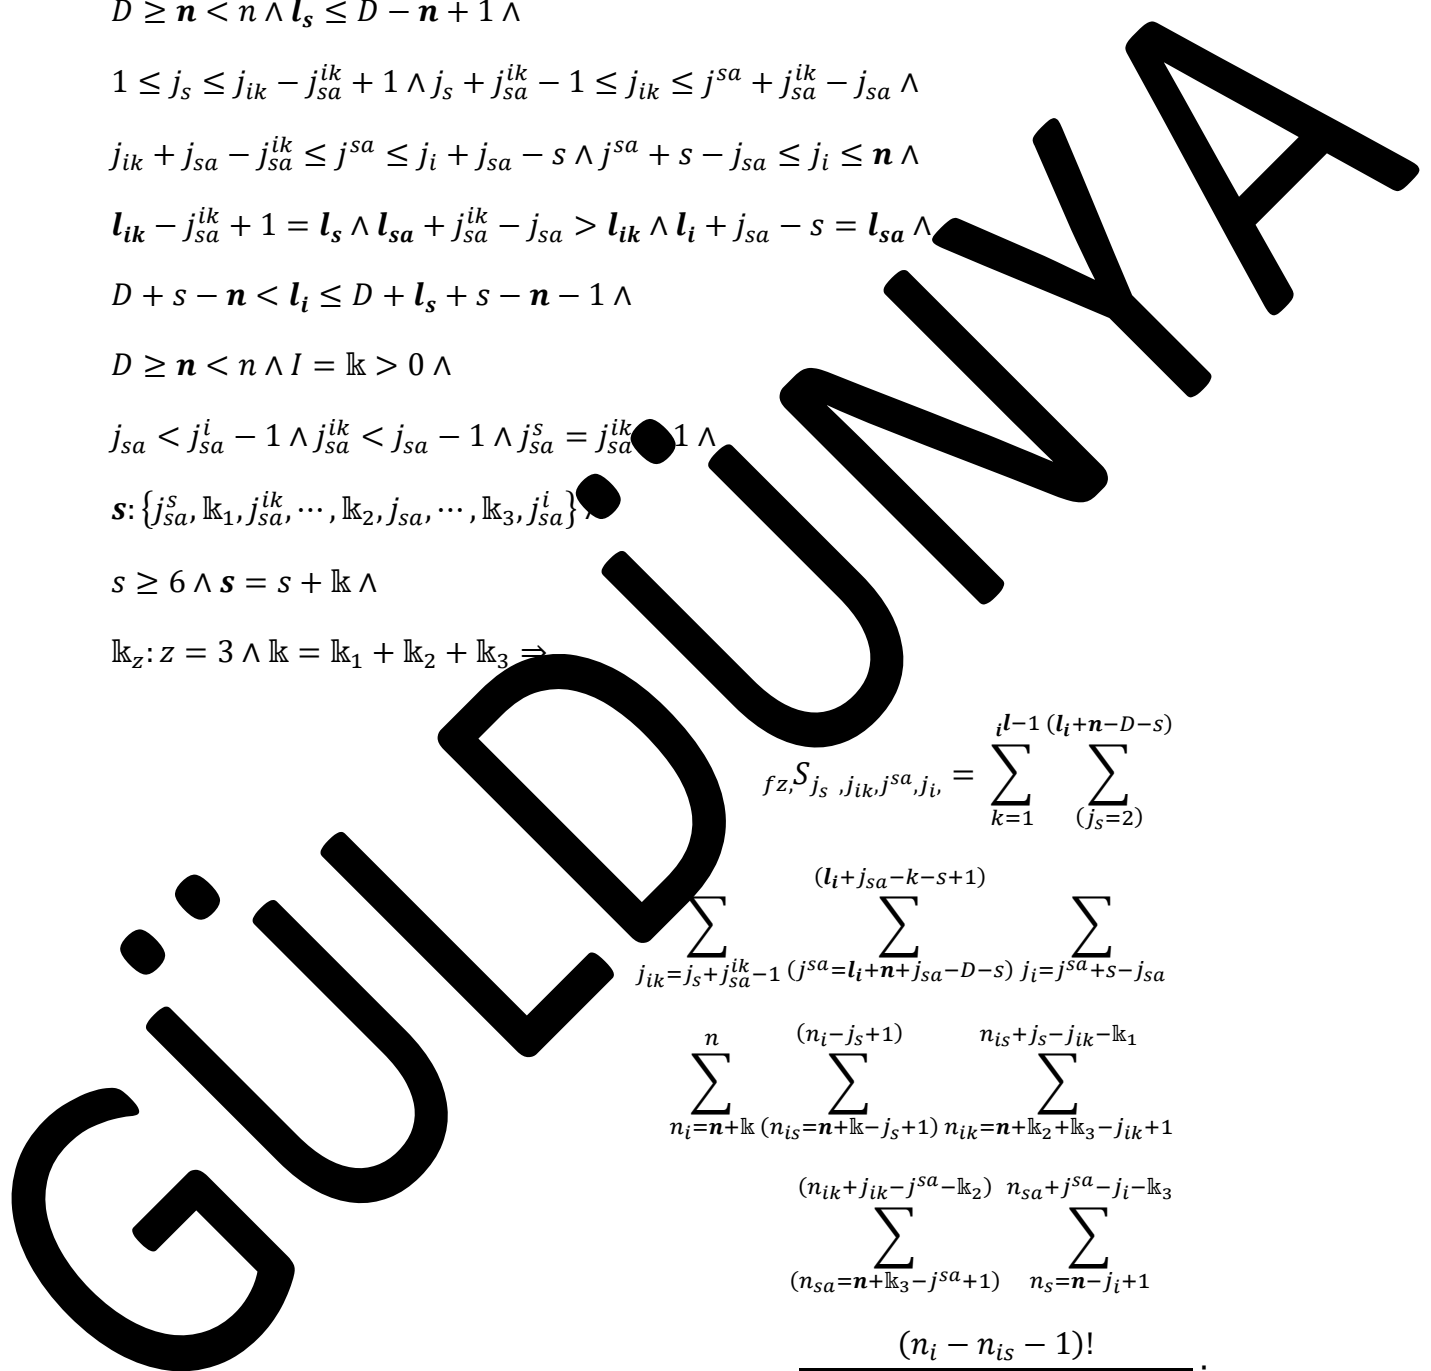 D ≥ 𝒏 < n ∧ 𝒍_𝒔 ≤ D − 𝒏 + 1 ∧
1 ≤ j_s ≤ j_{ik} − j_{sa}^{ik} + 1 ∧ j_s + j_{sa}^{ik} − 1 ≤ j_{ik} ≤ j^{sa} + j_{sa}^{ik} − j_{sa} ∧
j_{ik} + j_{sa} − j_{sa}^{ik} ≤ j^{sa} ≤ j_i + j_{sa} − s ∧ j^{sa} + s − j_{sa} ≤ j_i ≤ 𝒏 ∧
𝒍_{𝒊𝒌} − j_{sa}^{ik} + 1 = 𝒍_𝒔 ∧ 𝒍_{𝒔𝒂} + j_{sa}^{ik} − j_{sa} > 𝒍_{𝒊𝒌} ∧ 𝒍_𝒊 + j_{sa} − s = 𝒍_{𝒔𝒂} ∧
D + s − 𝒏 < 𝒍_𝒊 ≤ D + 𝒍_𝒔 + s − 𝒏 − 1 ∧
D ≥ 𝒏 < n ∧ I = 𝕜 > 0 ∧
j_{sa} < j_{sa}^{i} − 1 ∧ j_{sa}^{ik} < j_{sa} − 1 ∧ j_{sa}^{s} = j_{sa}^{ik} 1 ∧
𝒔: {j_{sa}^{s}, 𝕜_1, j_{sa}^{ik}, ⋯ , 𝕜_2, j_{sa}, ⋯ , 𝕜_3, j_{sa}^{i}} ∧
s ≥ 6 ∧ 𝒔 = s + 𝕜 ∧
𝕜_z: z = 3 ∧ 𝕜 = 𝕜_1 + 𝕜_2 + 𝕜_3 ⇒
_{fz,}S_{j_s ,j_{ik},j^{sa},j_i,} = ∑_{k=1}^{_𝒊𝒍−1} ∑_{(j_s=2)}^{(𝒍_𝒊+𝒏−D−s)}
∑_{j_{ik}=j_s+j_{sa}^{ik}−1} ∑_{(j^{sa}=𝒍_𝒊+𝒏+j_{sa}−D−s)}^{(𝒍_𝒊+j_{sa}−k−s+1)} ∑_{j_i=j^{sa}+s−j_{sa}}
∑_{n_i=𝒏+𝕜}^{n} ∑_{(n_{is}=𝒏+𝕜−j_s+1)}^{(n_i−j_s+1)} ∑_{n_{ik}=𝒏+𝕜_2+𝕜_3−j_{ik}+1}^{n_{is}+j_s−j_{ik}−𝕜_1}
∑_{(n_{sa}=𝒏+𝕜_3−j^{sa}+1)}^{(n_{ik}+j_{ik}−j^{sa}−𝕜_2)} ∑_{n_s=𝒏−j_i+1}^{n_{sa}+j^{sa}−j_i−𝕜_3}
(n_i − n_{is} − 1)! ·
GÜLDÜNYA